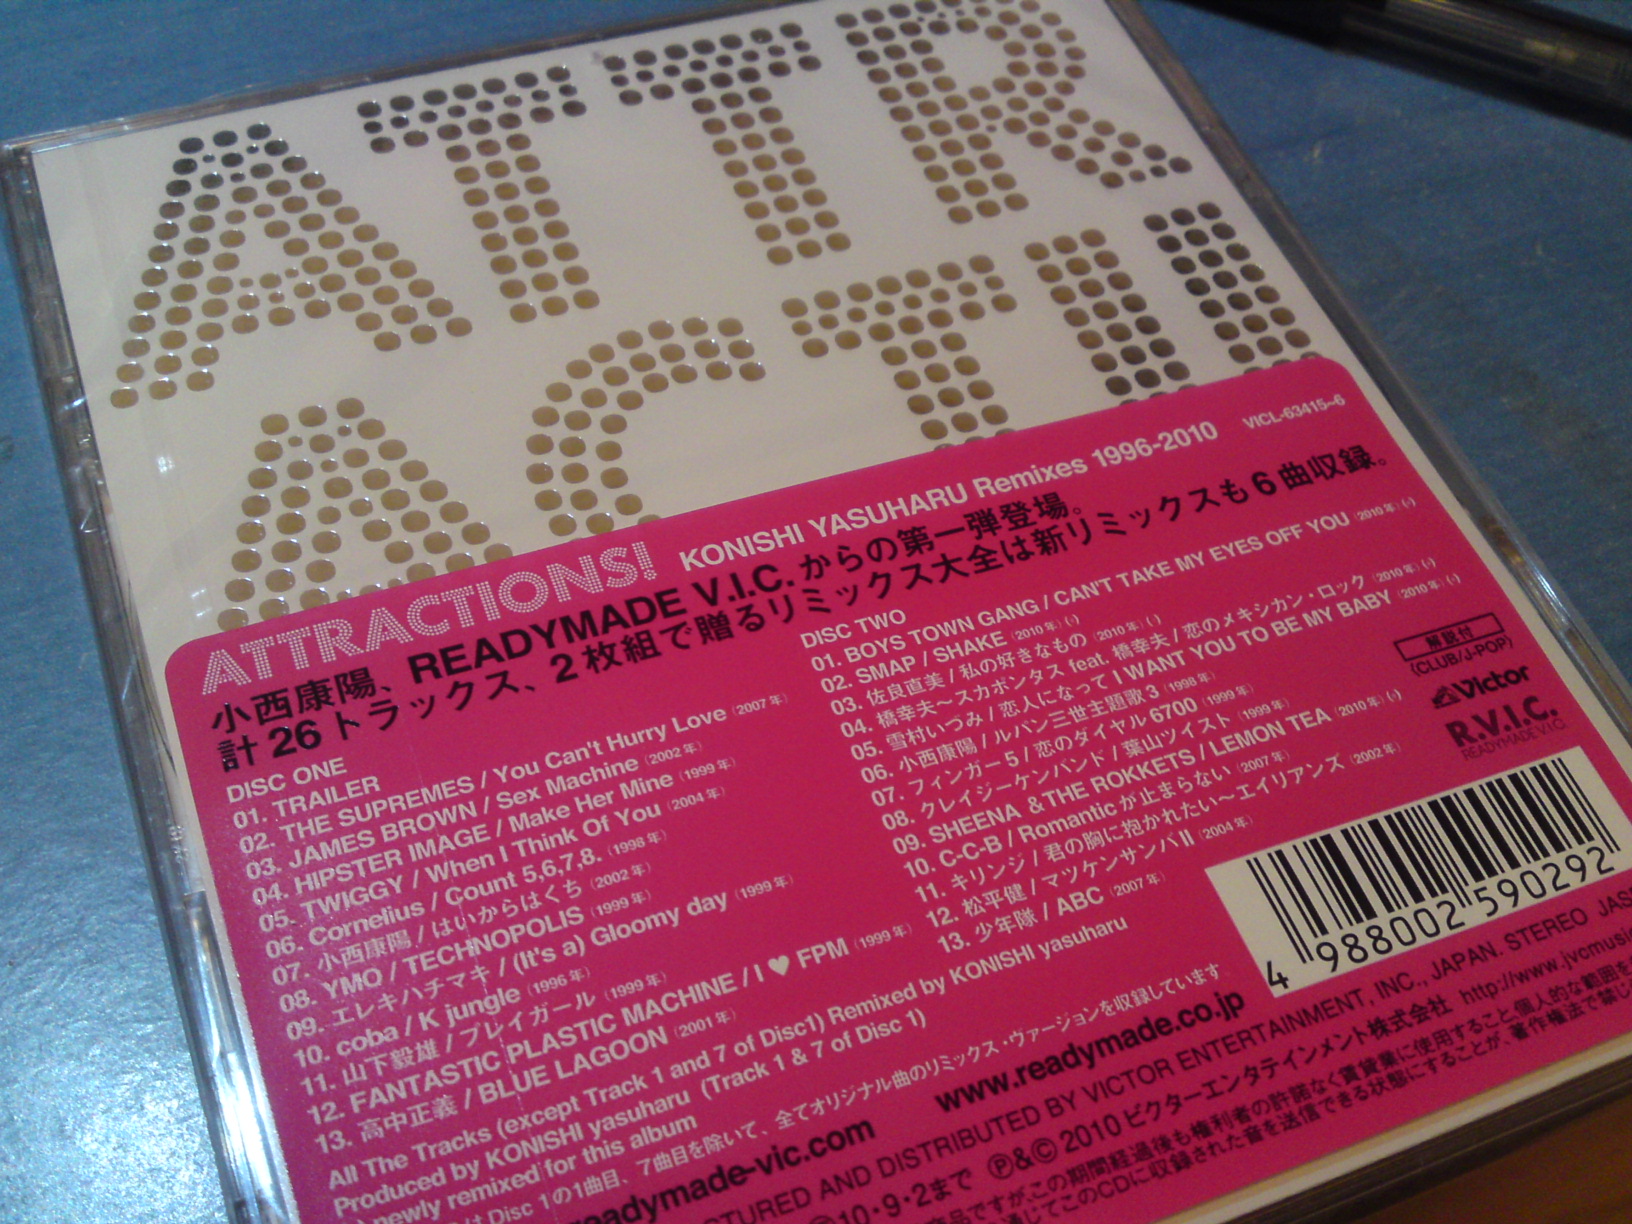 ATTR
ACTI
ATTRACTIONS! KONISHI YASUHARU Remixes 1996-2010 VICL-63415~6
小西康陽、READYMADE V.I.C.からの第一弾登場。
計26トラックス、2枚組で贈るリミックス大全は新リミックスも6曲収録。
DISC ONE
01. TRAILER
02. THE SUPREMES / You Can't Hurry Love (2007年)
03. JAMES BROWN / Sex Machine (2002年)
04. HIPSTER IMAGE / Make Her Mine (1999年)
05. TWIGGY / When I Think Of You (2004年)
06. Cornelius / Count 5,6,7,8. (1998年)
07. 小西康陽 / はいからはくち (2002年)
08. YMO / TECHNOPOLIS (1999年)
09. エレキハチマキ / (It's a) Gloomy day (1999年)
10. coba / K jungle (1996年)
11. 山下毅雄 / プレイガール (1999年)
12. FANTASTIC PLASTIC MACHINE / I ♥ FPM (1999年)
13. 高中正義 / BLUE LAGOON (2001年)
All The Tracks (except Track 1 and 7 of Disc1) Remixed by KONISHI yasuharu
Produced by KONISHI yasuharu (Track 1 & 7 of Disc 1)
newly remixed for this album
Disc 1の1曲目、7曲目を除いて、全てオリジナル曲のリミックス・ヴァージョンを収録しています
DISC TWO
01. BOYS TOWN GANG / CAN'T TAKE MY EYES OFF YOU (2010年) (·)
02. SMAP / SHAKE (2010年) (·)
03. 佐良直美 / 私の好きなもの (2010年) (·)
04. 橋幸夫〜スカポンタス feat. 橋幸夫 / 恋のメキシカン・ロック (2010年) (·)
05. 雪村いづみ / 恋人になって I WANT YOU TO BE MY BABY (2010年) (·)
06. 小西康陽 / ルパン三世主題歌3 (1998年)
07. フィンガー5 / 恋のダイヤル6700 (1999年)
08. クレイジーケンバンド / 葉山ツイスト (1999年)
09. SHEENA & THE ROKKETS / LEMON TEA (2010年) (·)
10. C-C-B / Romanticが止まらない (2007年)
11. キリンジ / 君の胸に抱かれたい〜エイリアンズ (2002年)
12. 松平健 / マツケンサンバII (2004年)
13. 少年隊 / ABC (2007年)
解説付
(CLUB/J-POP)
Victor
R.V.I.C.
READYMADE V.I.C.
4 988002 590292
www.readymade.co.jp
readymade-vic.com
AND DISTRIBUTED BY VICTOR ENTERTAINMENT, INC., JAPAN. STEREO
10・9・2まで Ⓟ&Ⓒ 2010 ビクターエンタテインメント株式会社